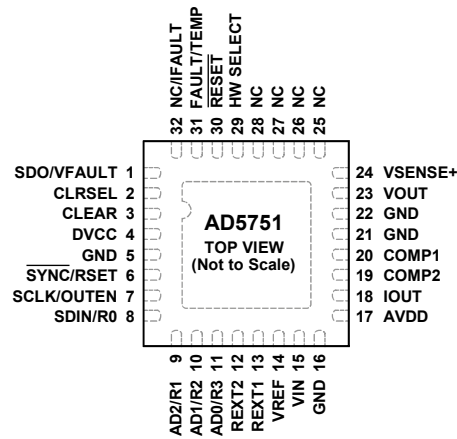 32 NC/IFAULT
31 FAULT/TEMP
30 RESET
29 HW SELECT
28 NC
27 NC
26 NC
25 NC
SDO/VFAULT 1
CLRSEL 2
CLEAR 3
DVCC 4
GND 5
SYNC/RSET 6
SCLK/OUTEN 7
SDIN/R0 8
AD5751
TOP VIEW
(Not to Scale)
24 VSENSE+
23 VOUT
22 GND
21 GND
20 COMP1
19 COMP2
18 IOUT
17 AVDD
AD2/R1 9
AD1/R2 10
AD0/R3 11
REXT2 12
REXT1 13
VREF 14
VIN 15
GND 16